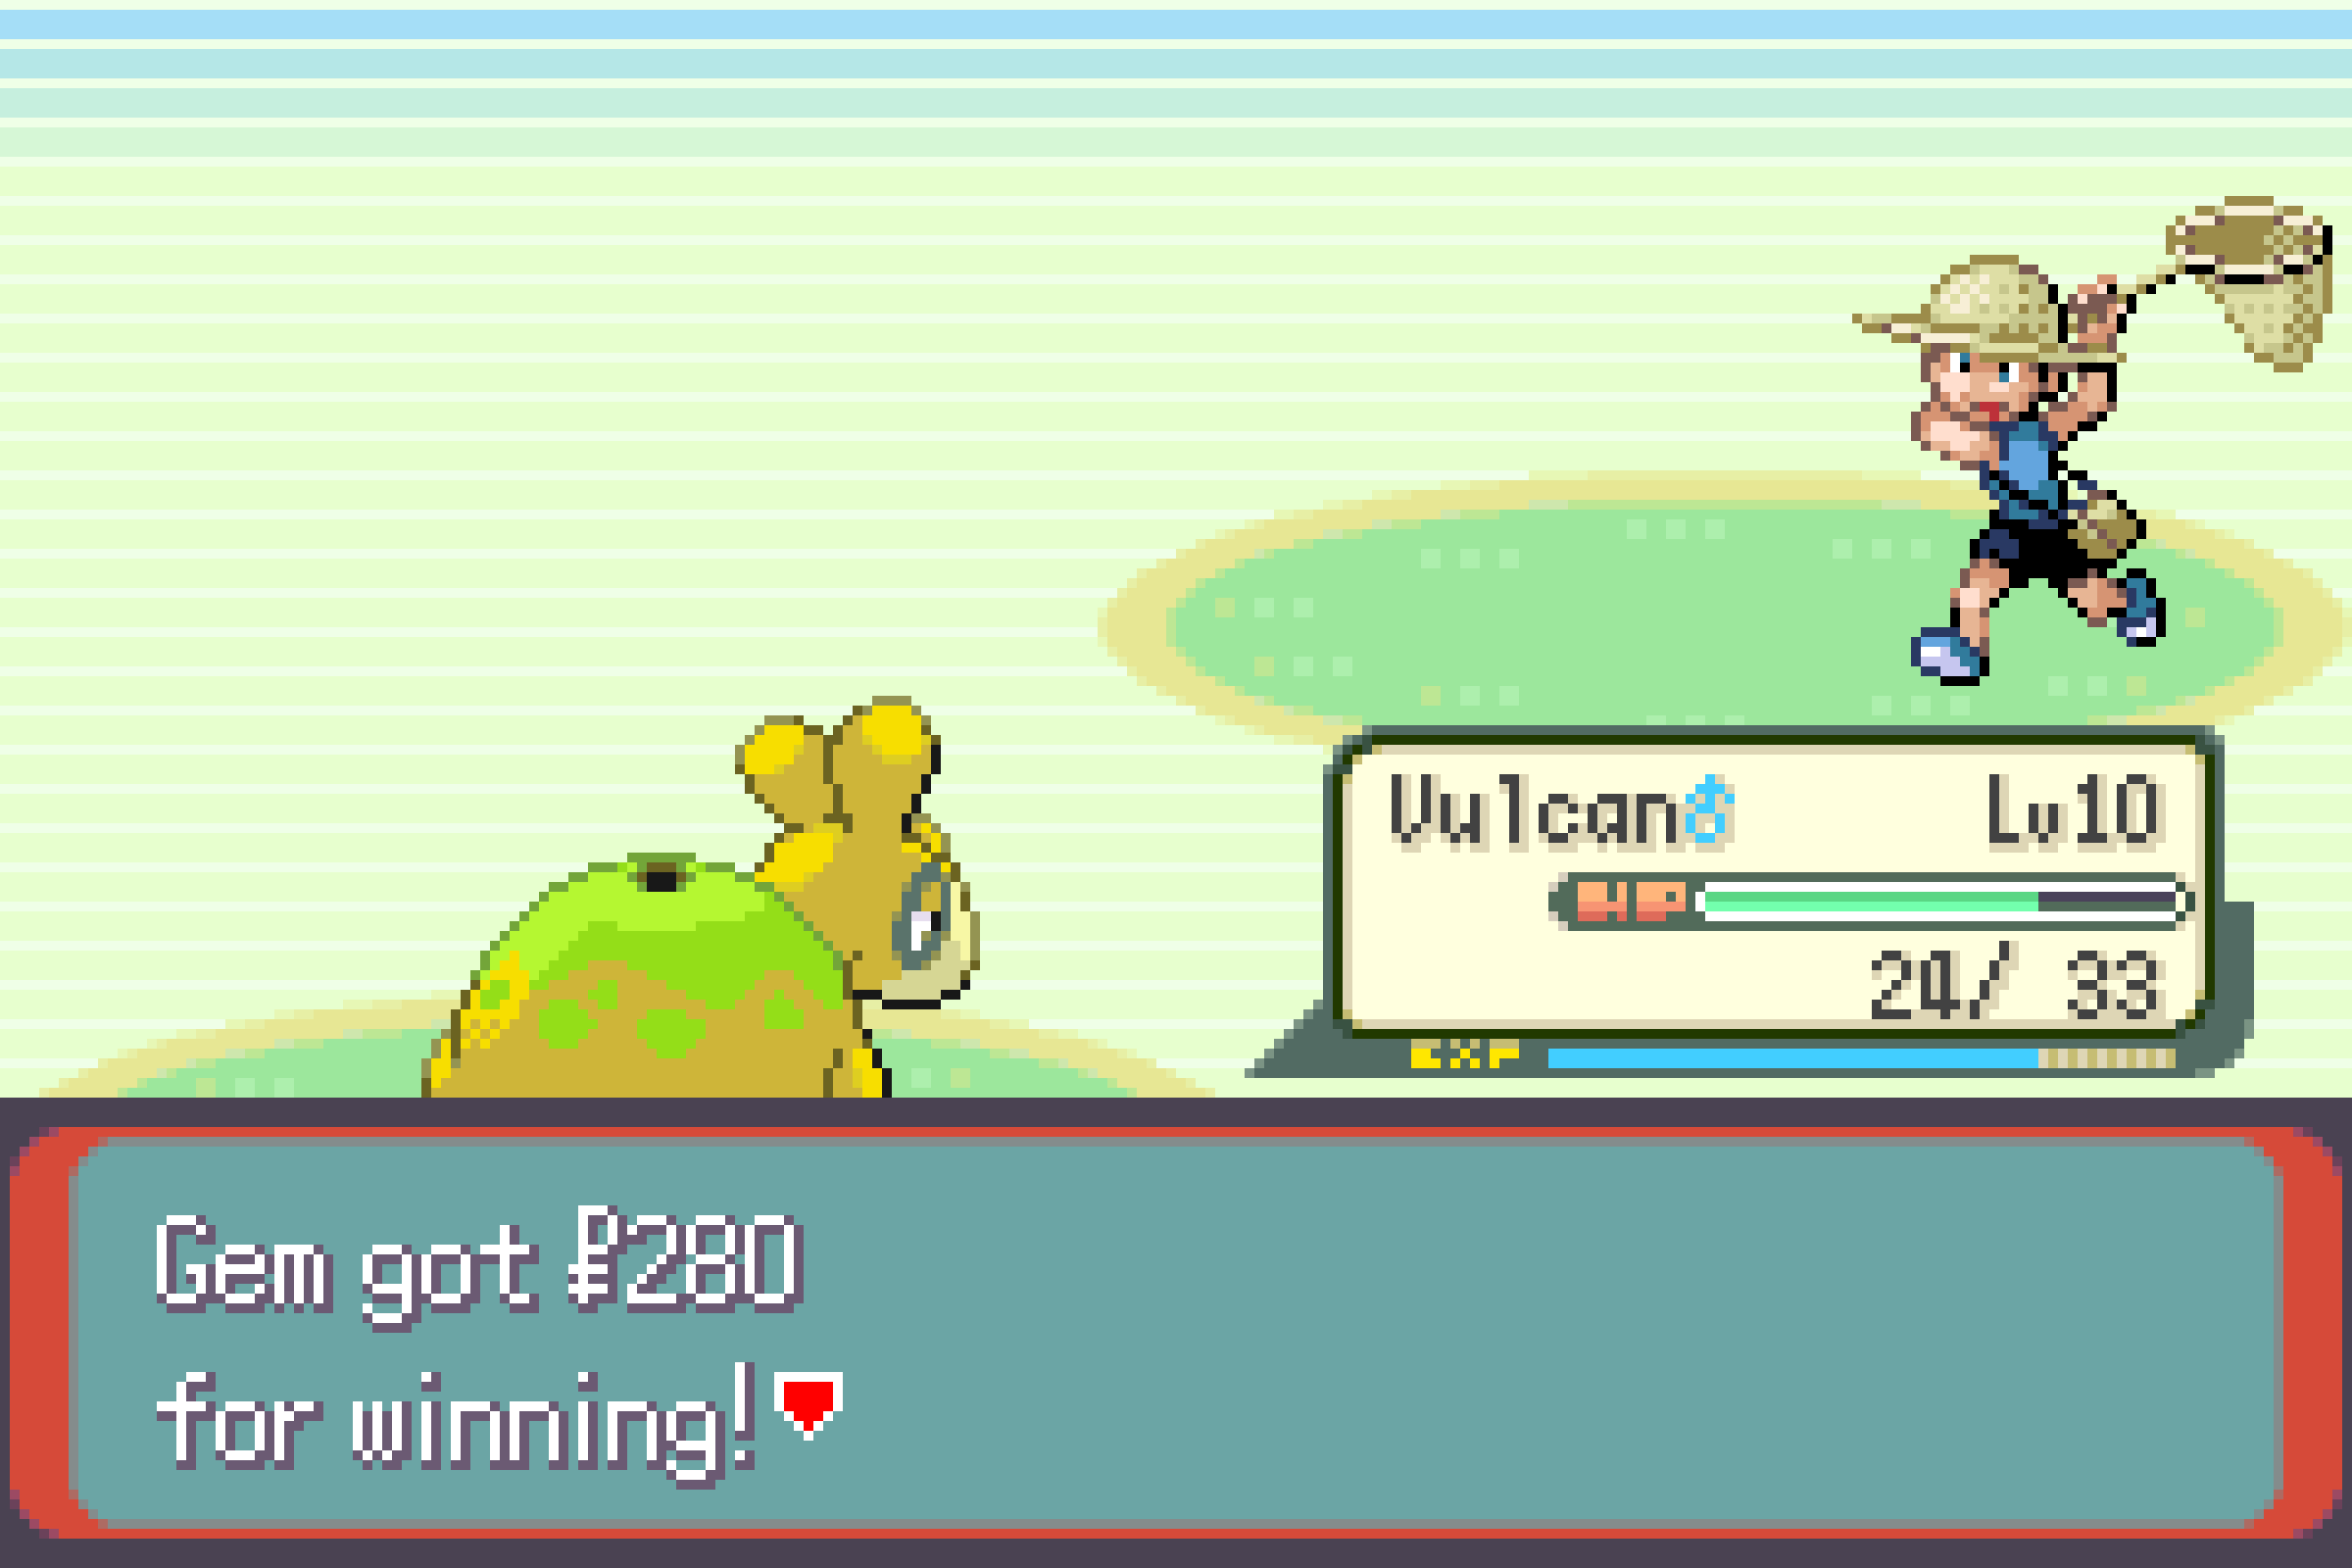 Vulcan♂ Lv10
HP
24/ 33
EXP
Gem got ₽280
for winning!